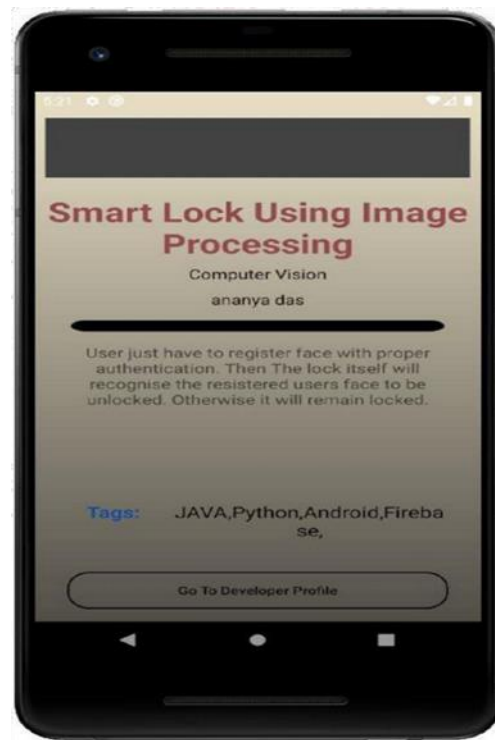 5:21
Smart Lock Using Image
Processing
Computer Vision
ananya das
User just have to register face with proper
authentication. Then The lock itself will
recognise the resistered users face to be
unlocked. Otherwise it will remain locked.
Tags: JAVA,Python,Android,Fireba
se,
Go To Developer Profile